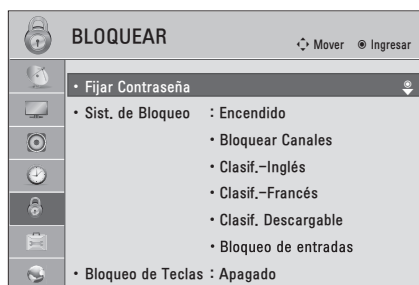 BLOQUEAR
Mover Ingresar
• Fijar Contraseña
• Sist. de Bloqueo : Encendido
• Bloquear Canales
• Clasif.-Inglés
• Clasif.-Francés
• Clasif. Descargable
• Bloqueo de entradas
• Bloqueo de Teclas : Apagado